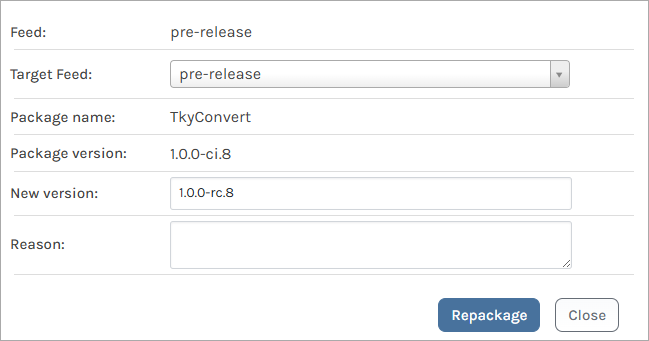 Feed: pre-release
Target Feed: pre-release
Package name: TkyConvert
Package version: 1.0.0-ci.8
New version: 1.0.0-rc.8
Reason:
Repackage Close